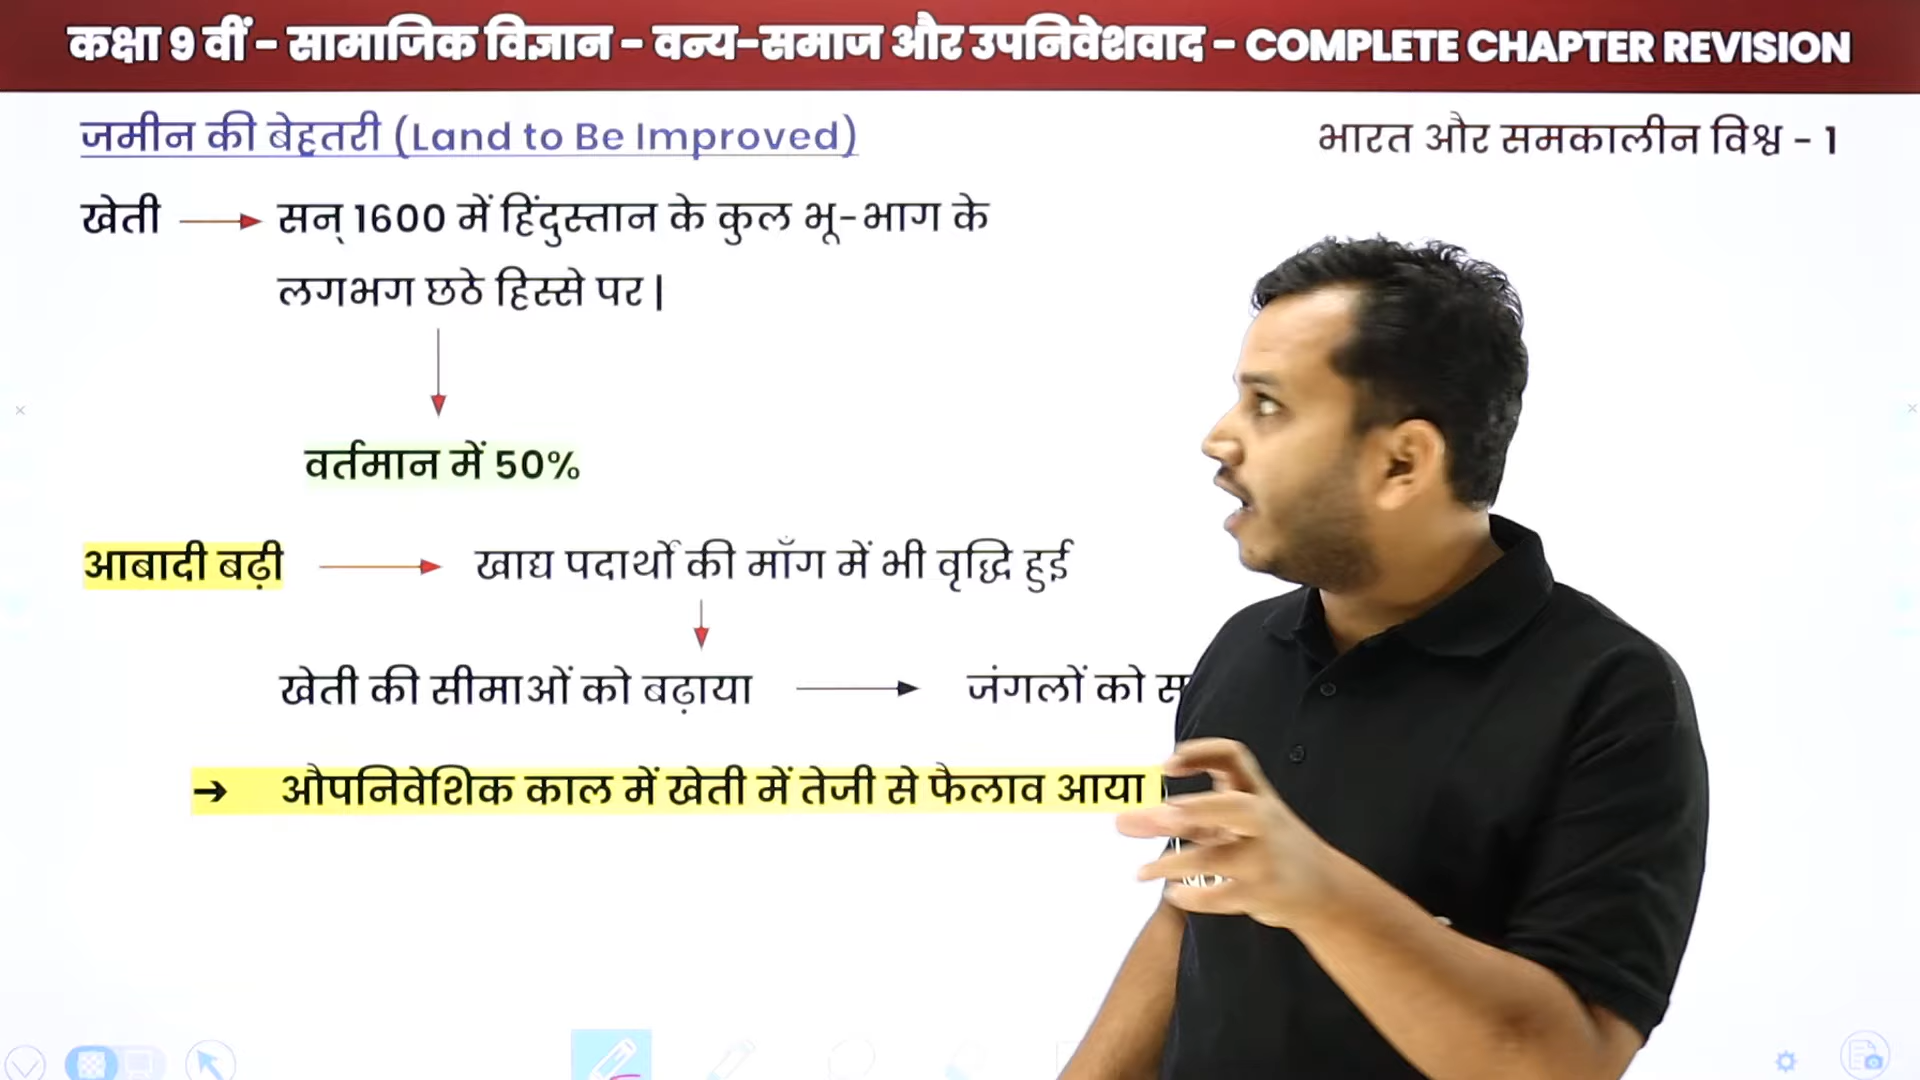 कक्षा 9 वीं - सामाजिक विज्ञान - वन्य-समाज और उपनिवेशवाद - COMPLETE CHAPTER REVISION
जमीन की बेहतरी (Land to Be Improved)
भारत और समकालीन विश्व - 1
खेती → सन् 1600 में हिंदुस्तान के कुल भू-भाग के
लगभग छठे हिस्से पर |
वर्तमान में 50%
आबादी बढ़ी → खाद्य पदार्थों की माँग में भी वृद्धि हुई
खेती की सीमाओं को बढ़ाया → जंगलों को
➔ औपनिवेशिक काल में खेती में तेजी से फैलाव आया |